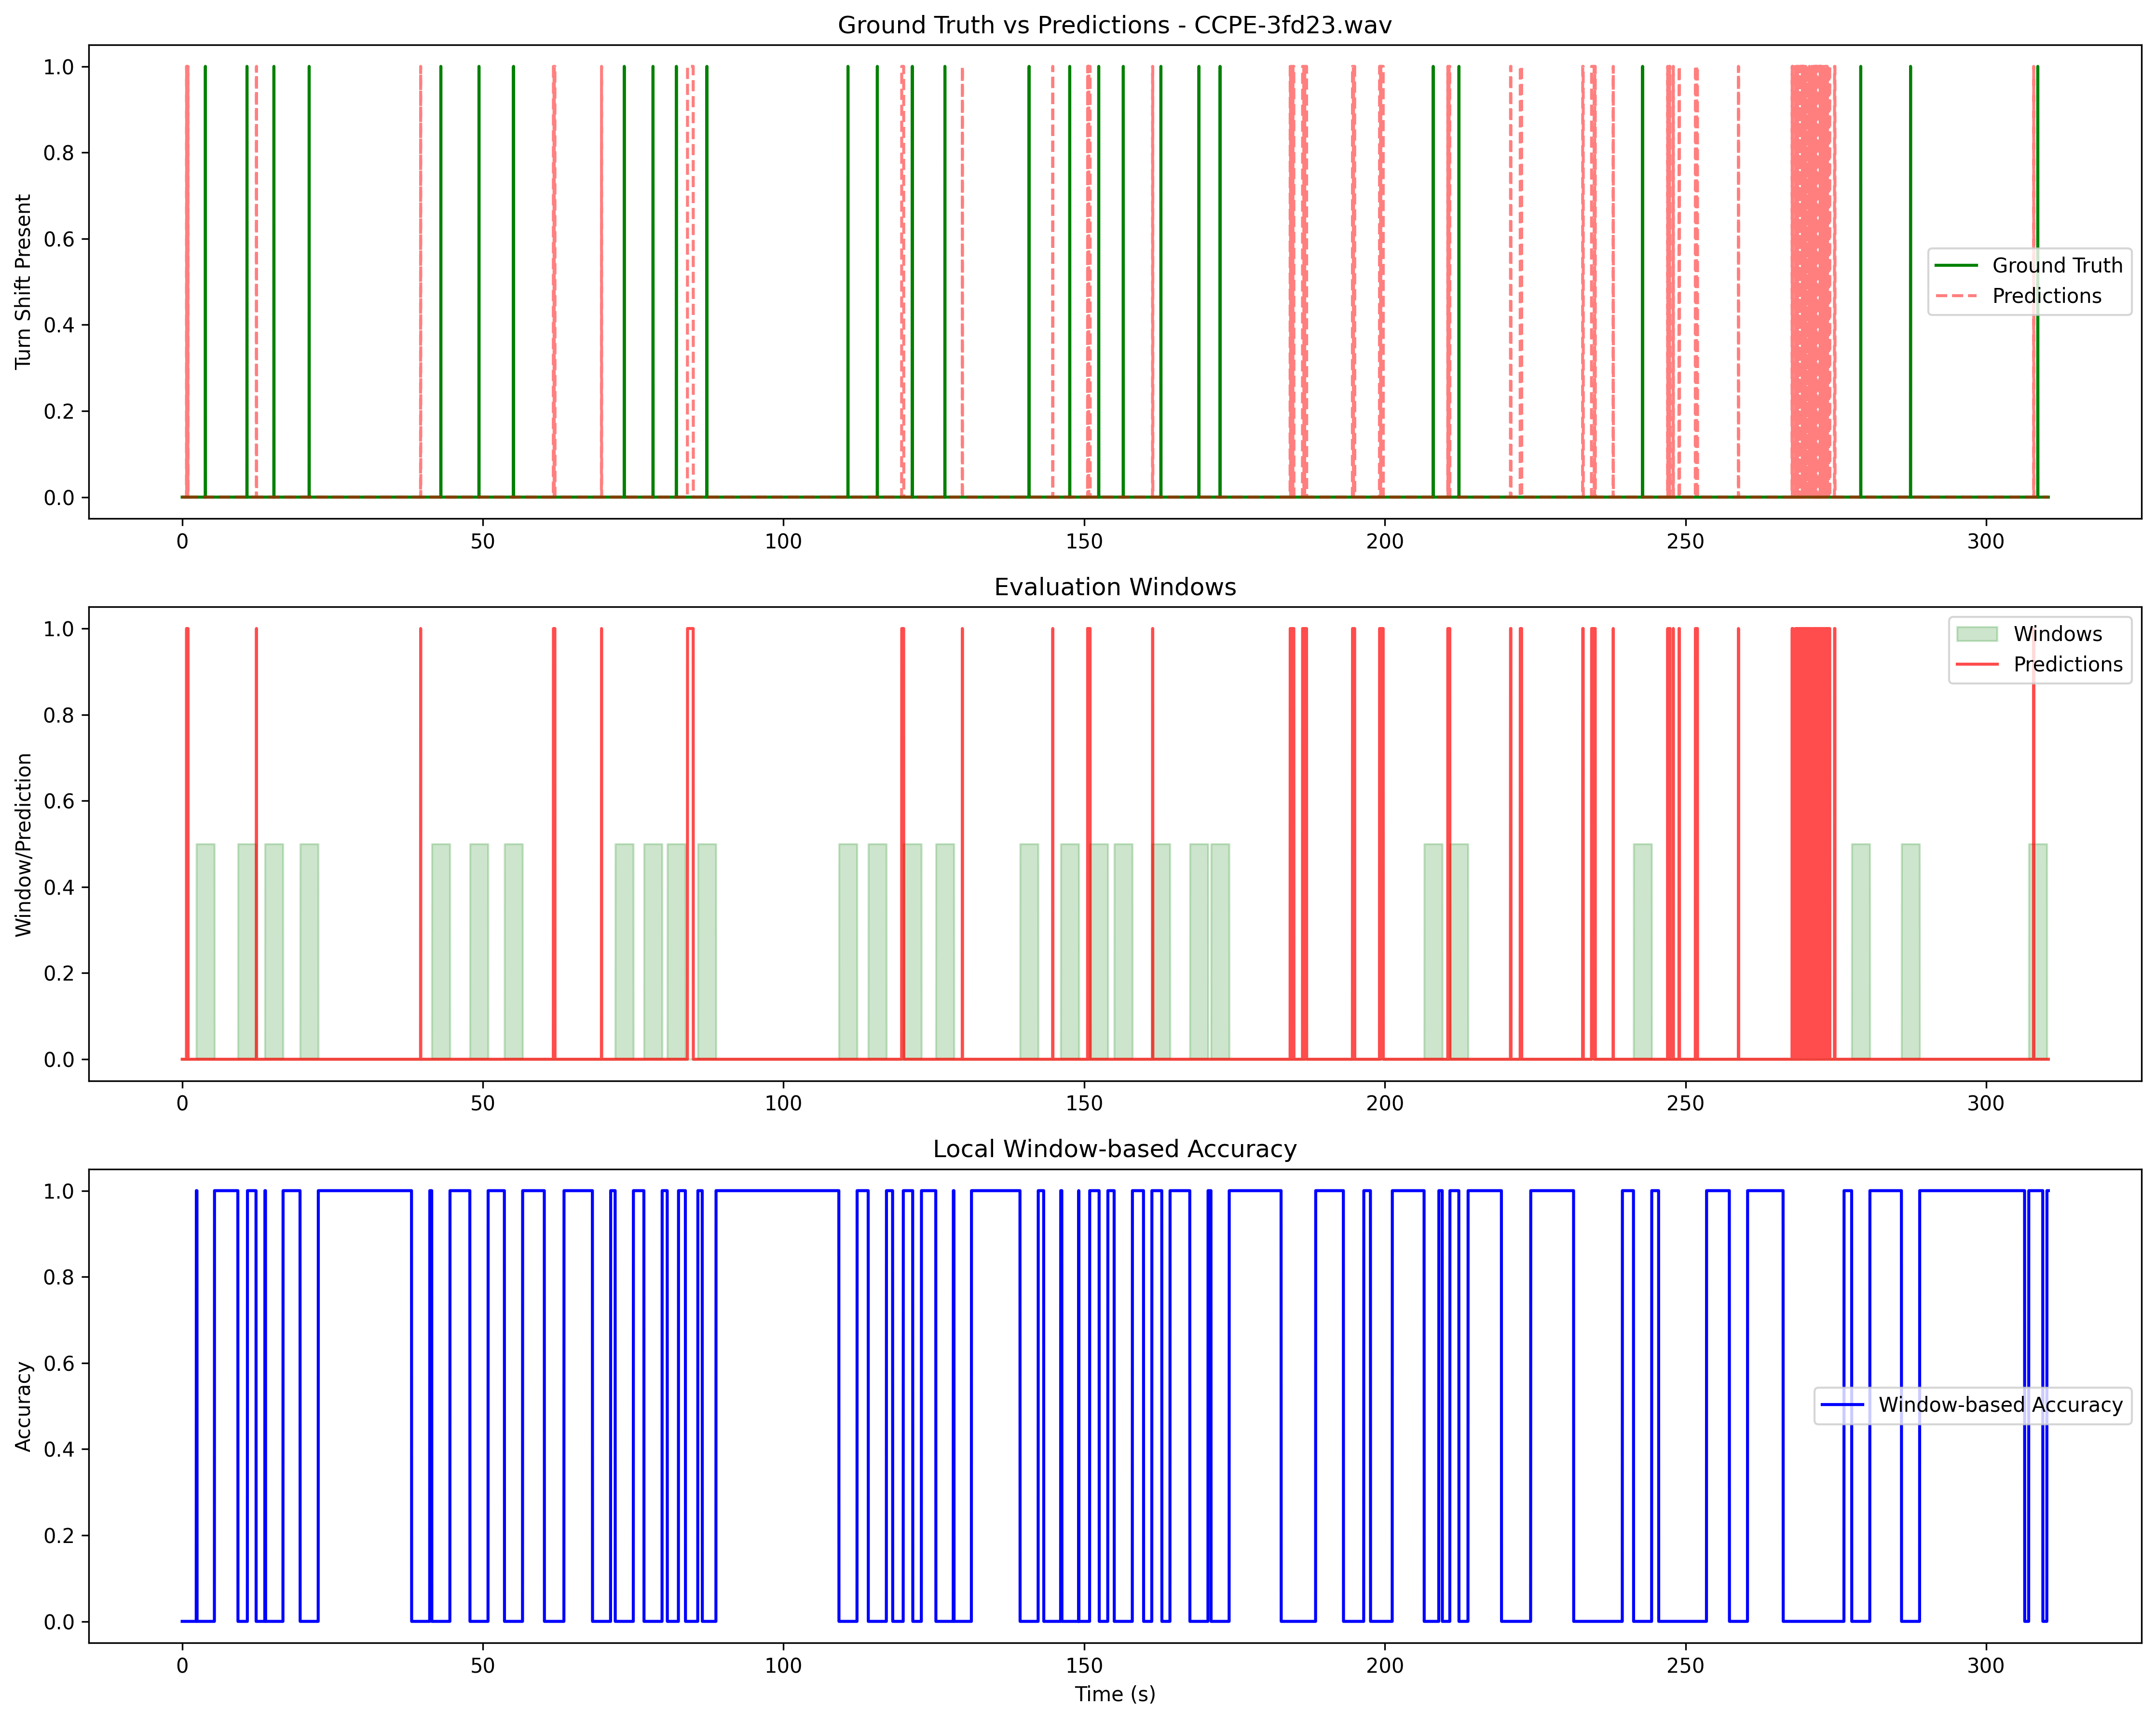 Ground Truth vs Predictions - CCPE-3fd23.wav
1.0
0.8
0.6
0.4
0.2
0.0
Turn Shift Present
Ground Truth
Predictions
0 50 100 150 200 250 300
Evaluation Windows
1.0
0.8
0.6
0.4
0.2
0.0
Window/Prediction
Windows
Predictions
0 50 100 150 200 250 300
Local Window-based Accuracy
1.0
0.8
0.6
0.4
0.2
0.0
Accuracy
Window-based Accuracy
0 50 100 150 200 250 300
Time (s)